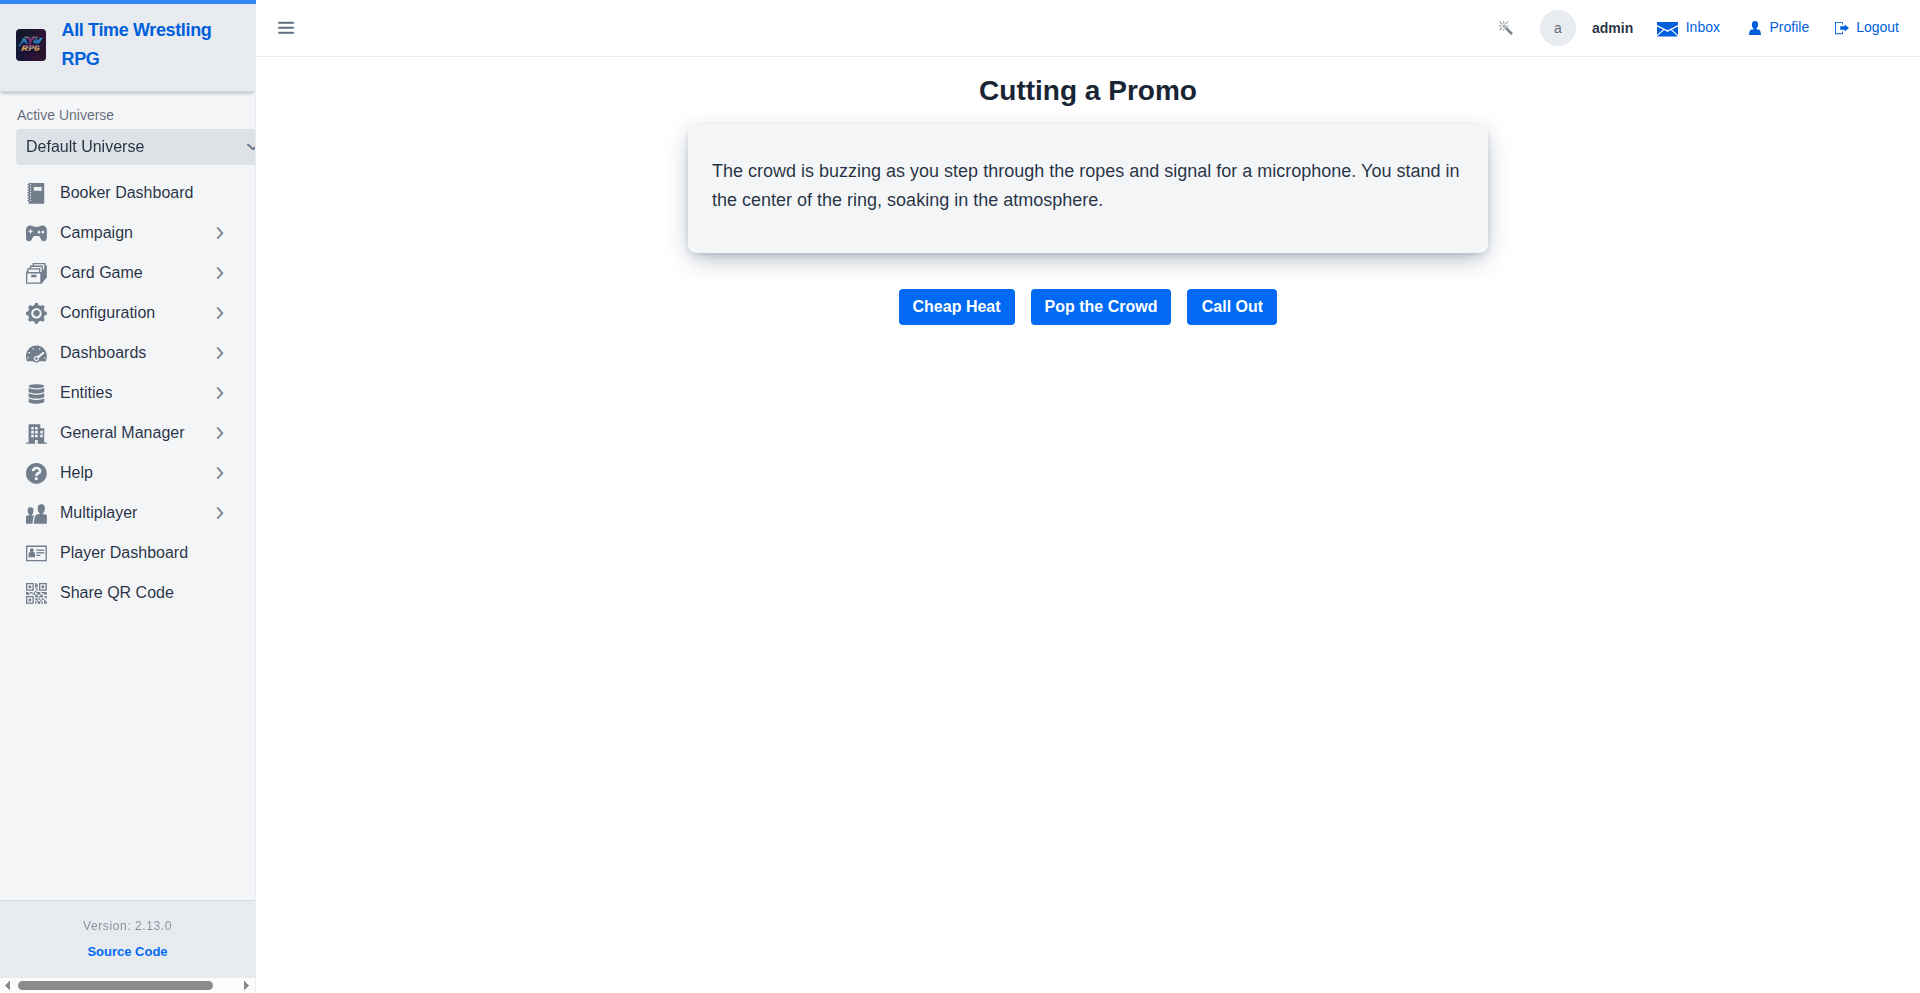 All Time Wrestling
RPG
Active Universe
Default Universe
Booker Dashboard
Campaign
Card Game
Configuration
Dashboards
Entities
General Manager
Help
Multiplayer
Player Dashboard
Share QR Code
Version: 2.13.0
Source Code
a
admin
Inbox
Profile
Logout
Cutting a Promo
The crowd is buzzing as you step through the ropes and signal for a microphone. You stand in
the center of the ring, soaking in the atmosphere.
Cheap Heat
Pop the Crowd
Call Out